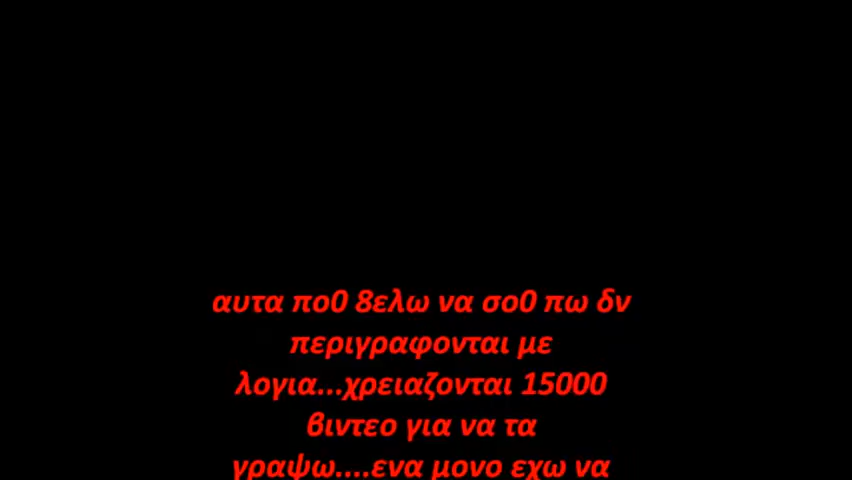 αυτα πο0 8ελω να σο0 πω δν
περιγραφονται με
λογια...χρειαζονται 15000
βιντεο για να τα
γραψω....ενα μονο εχω να